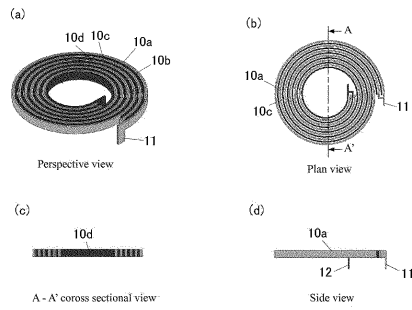 (a)
10d
10c
10a
10b
11
Perspective view
(b)
A
10a
10c
11
A'
Plan view
(c)
10d
A - A' coross sectional view
(d)
10a
12
11
Side view